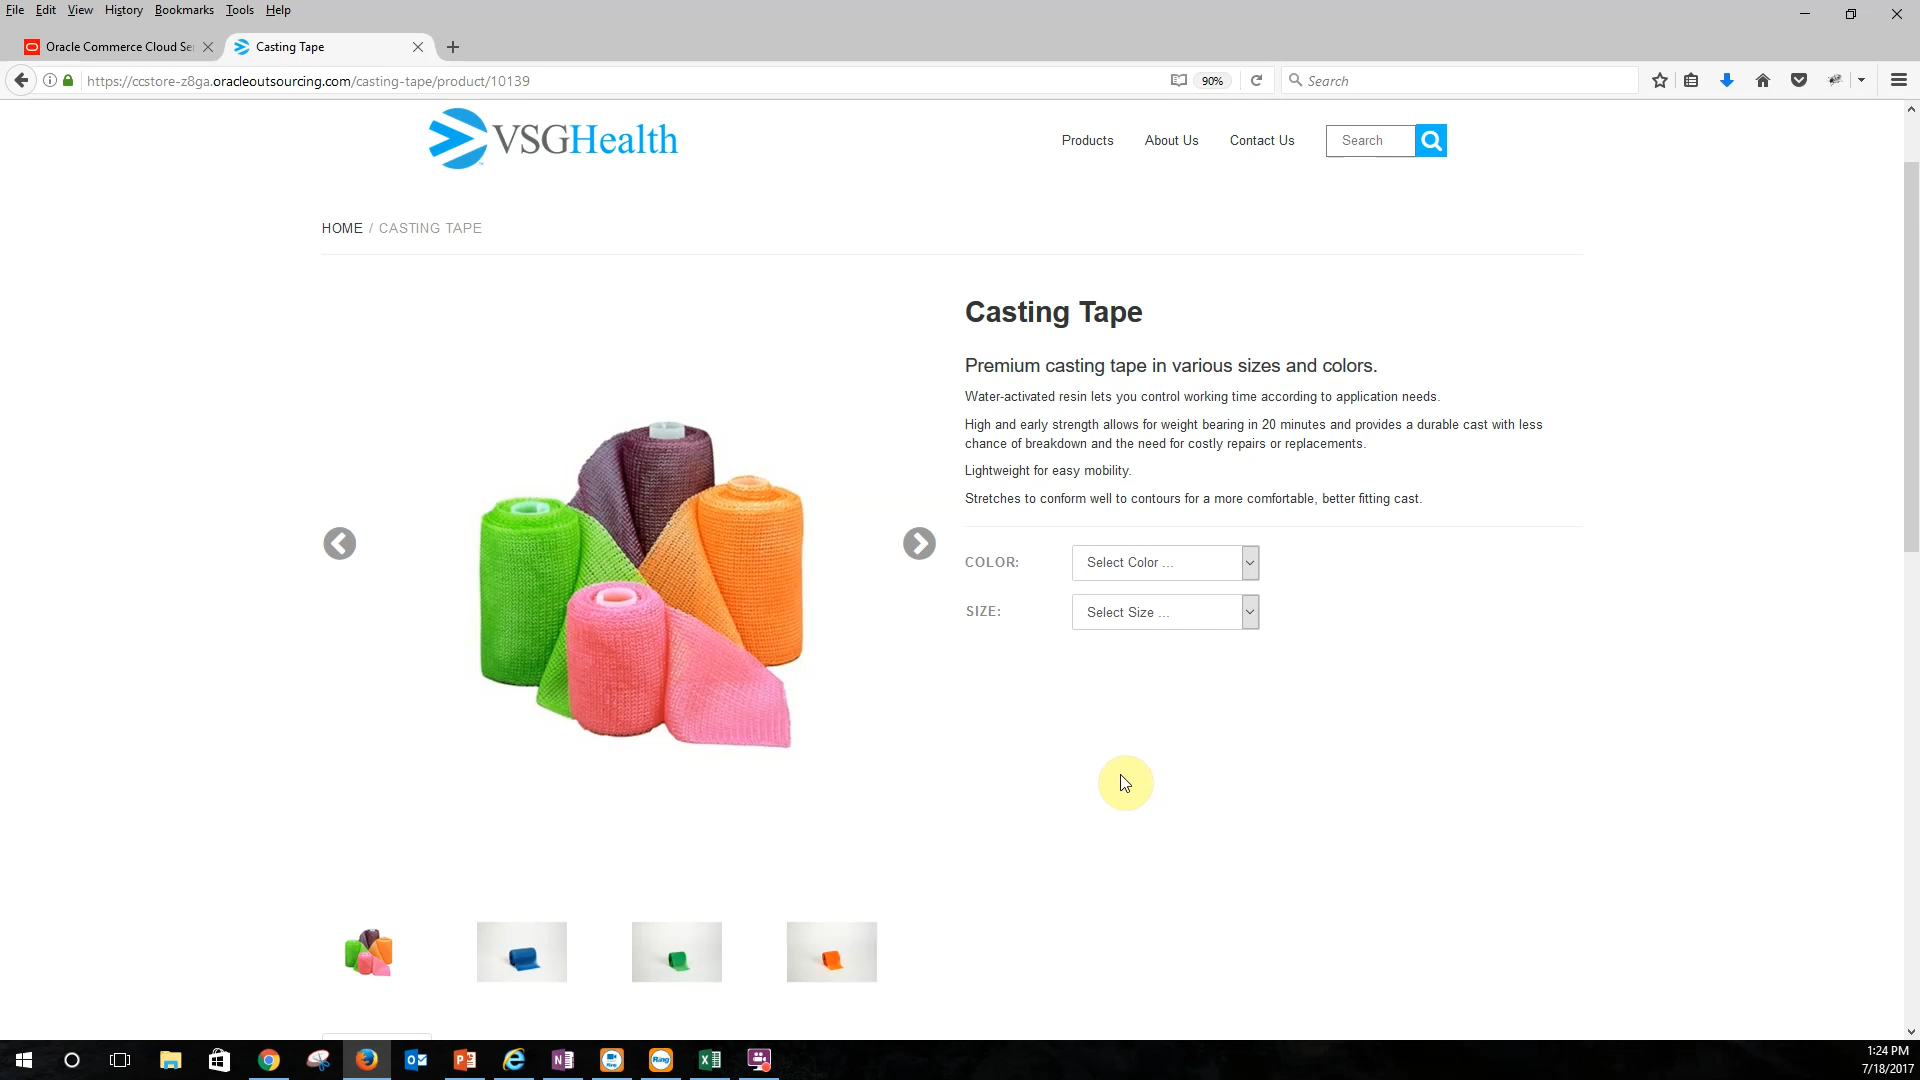 File Edit View History Bookmarks Tools Help
Oracle Commerce Cloud Se
Casting Tape
https://ccstore-z8ga.oracleoutsourcing.com/casting-tape/product/10139
90%
Search
VSGHealth
Products
About Us
Contact Us
Search
HOME / CASTING TAPE
Casting Tape
Premium casting tape in various sizes and colors.
Water-activated resin lets you control working time according to application needs.
High and early strength allows for weight bearing in 20 minutes and provides a durable cast with less
chance of breakdown and the need for costly repairs or replacements.
Lightweight for easy mobility.
Stretches to conform well to contours for a more comfortable, better fitting cast.
COLOR: Select Color ...
SIZE: Select Size ...
1:24 PM
7/18/2017